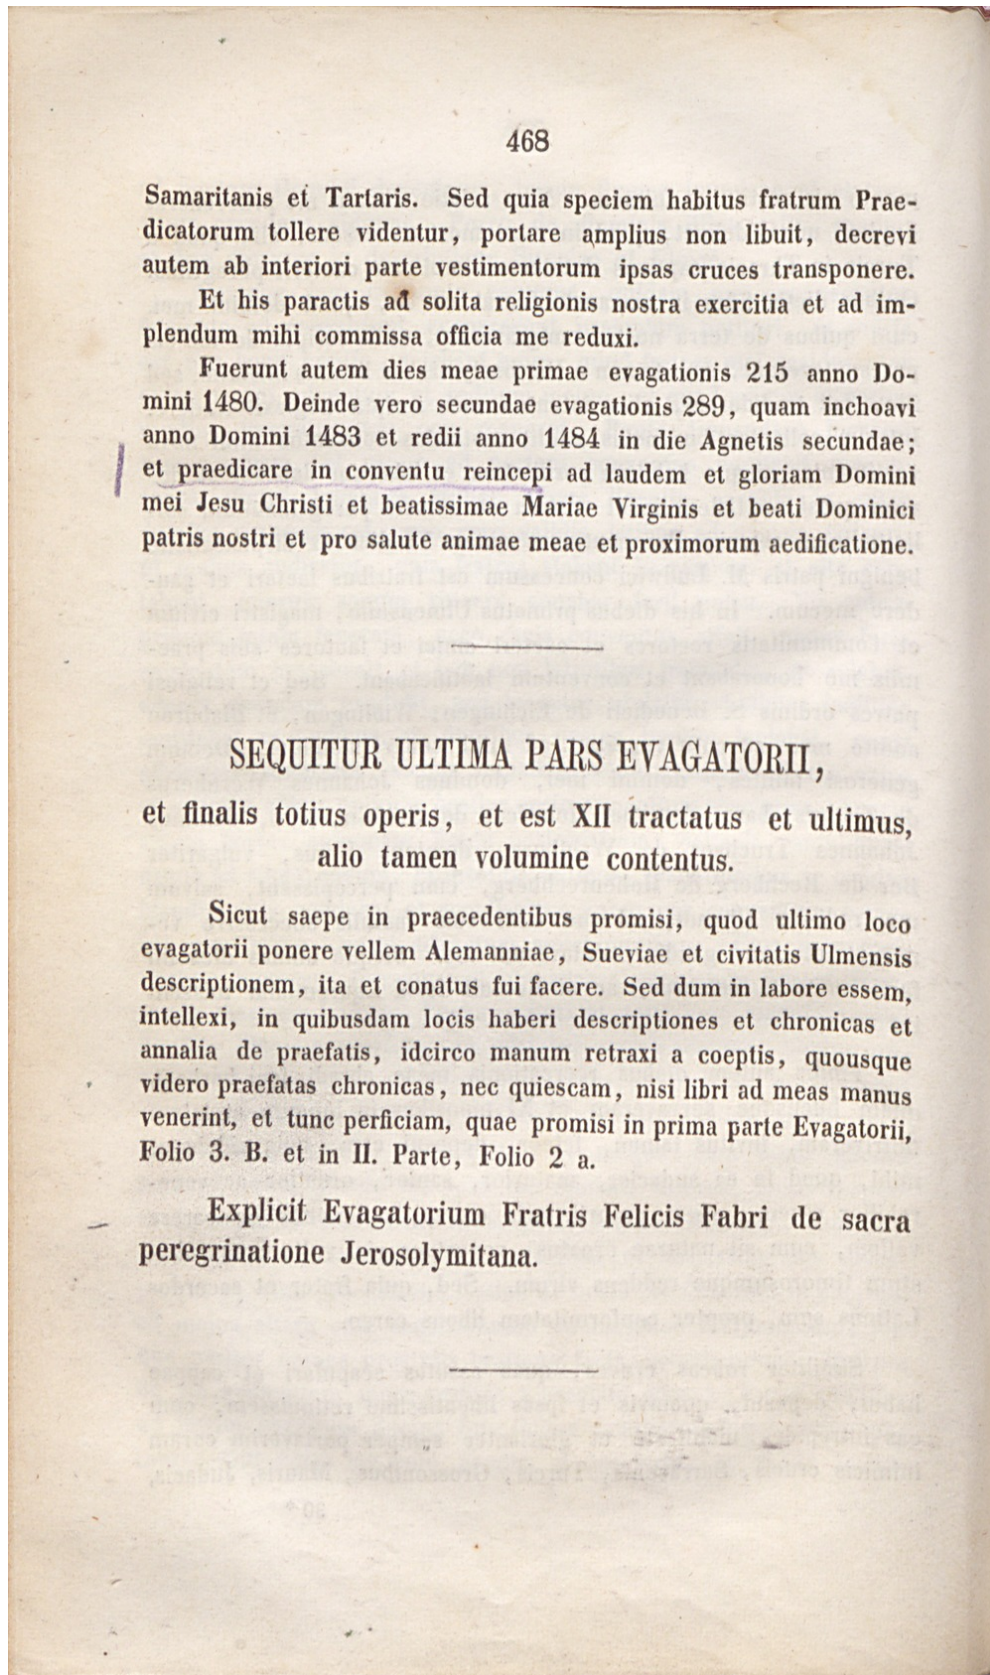 468
Samaritanis et Tartaris. Sed quia speciem habitus fratrum Prae-
dicatorum tollere videntur, portare amplius non libuit, decrevi
autem ab interiori parte vestimentorum ipsas cruces transponere.
Et his paractis ad solita religionis nostra exercitia et ad im-
plendum mihi commissa officia me reduxi.
Fuerunt autem dies meae primae evagationis 215 anno Do-
mini 1480. Deinde vero secundae evagationis 289, quam inchoavi
anno Domini 1483 et redii anno 1484 in die Agnetis secundae;
et praedicare in conventu reincepi ad laudem et gloriam Domini
mei Jesu Christi et beatissimae Mariae Virginis et beati Dominici
patris nostri et pro salute animae meae et proximorum aedificatione.
SEQUITUR ULTIMA PARS EVAGATORII,
et finalis totius operis, et est XII tractatus et ultimus,
alio tamen volumine contentus.
Sicut saepe in praecedentibus promisi, quod ultimo loco
evagatorii ponere vellem Alemanniae, Sueviae et civitatis Ulmensis
descriptionem, ita et conatus fui facere. Sed dum in labore essem,
intellexi, in quibusdam locis haberi descriptiones et chronicas et
annalia de praefatis, idcirco manum retraxi a coeptis, quousque
videro praefatas chronicas, nec quiescam, nisi libri ad meas manus
venerint, et tunc perficiam, quae promisi in prima parte Evagatorii,
Folio 3. B. et in II. Parte, Folio 2 a.
Explicit Evagatorium Fratris Felicis Fabri de sacra
peregrinatione Jerosolymitana.